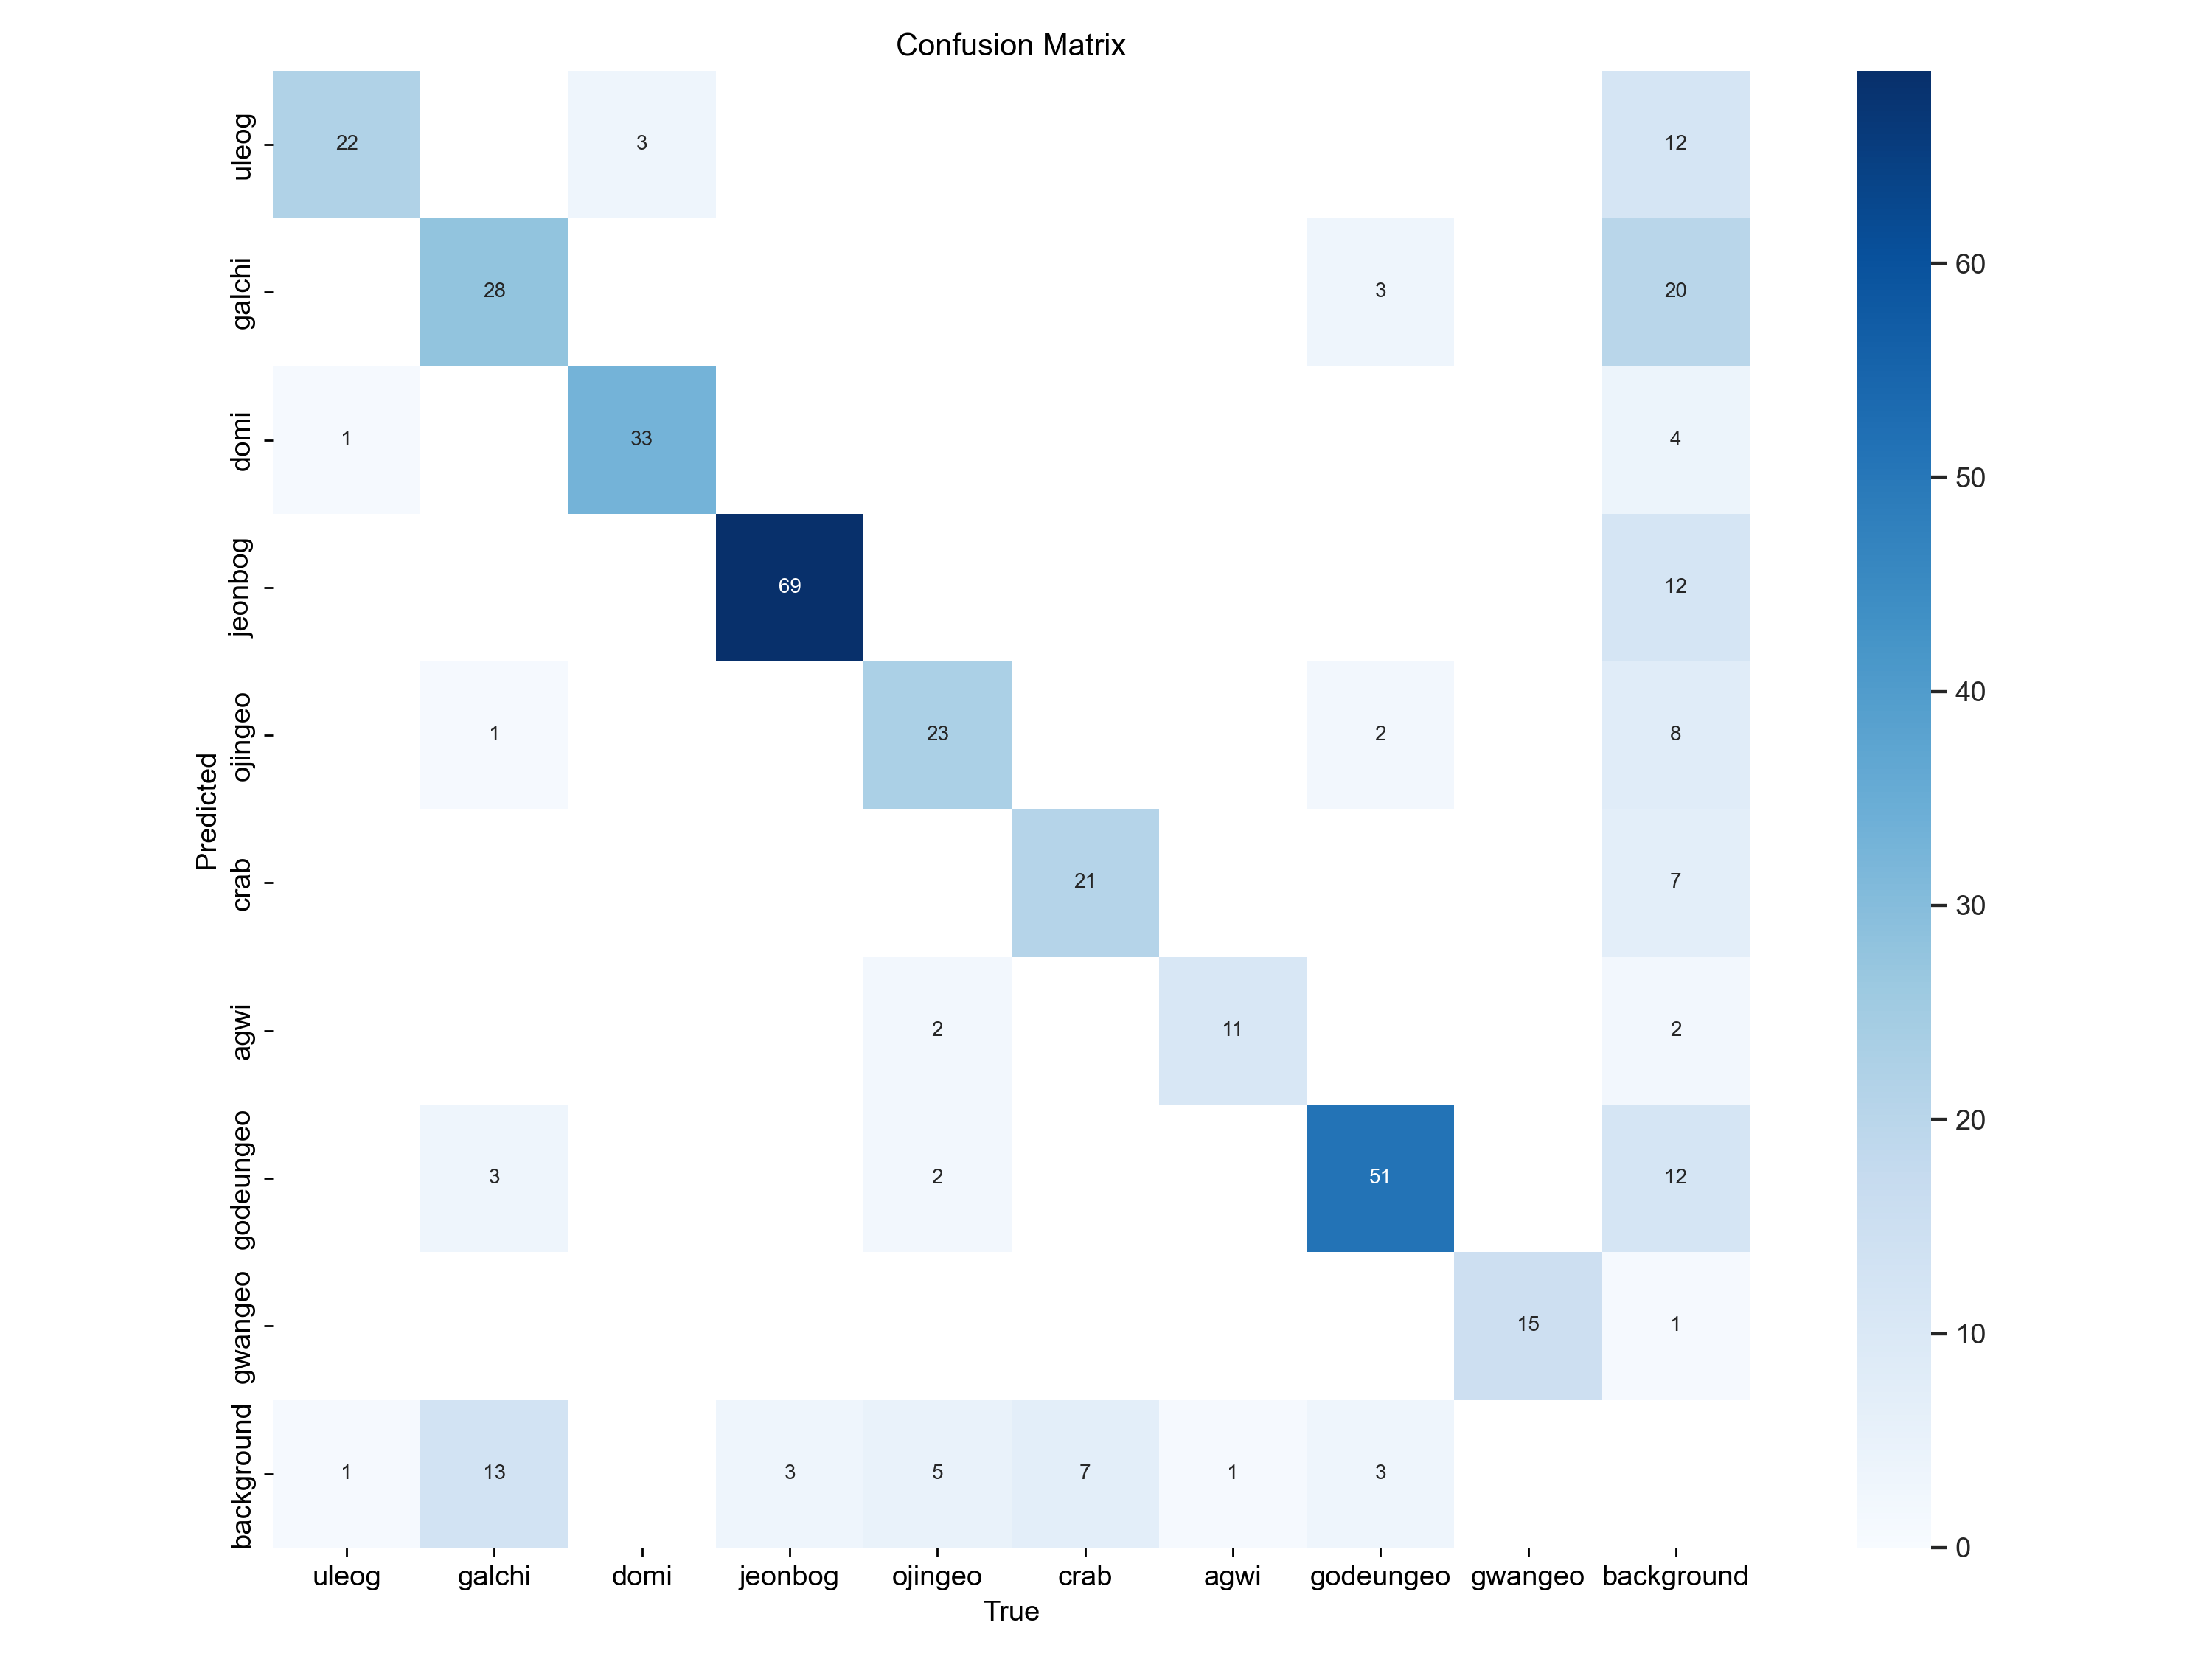 Confusion Matrix
uleog 22 3 12
galchi 28 3 20
domi 1 33 4
jeonbog 69 12
ojingeo 1 23 2 8
crab 21 7
agwi 2 11 2
godeungeo 3 2 51 12
gwangeo 15 1
background 1 13 3 5 7 1 3
Predicted
uleog galchi domi jeonbog ojingeo crab agwi godeungeo gwangeo background
True
60
50
40
30
20
10
0